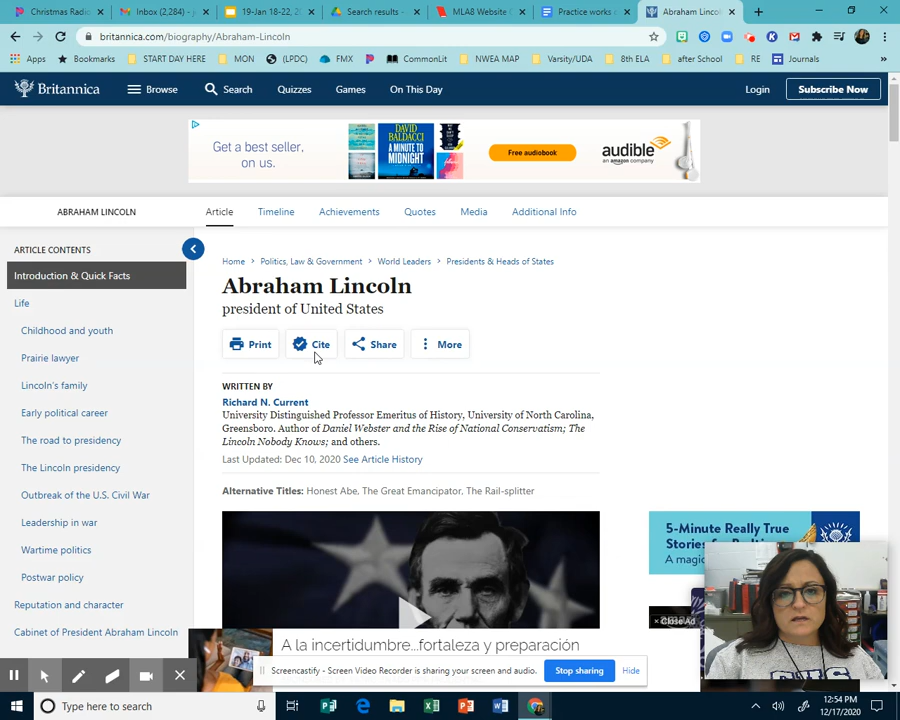 Christmas Radio
Inbox (2,284) - j
19-Jan 18-22, 2
Search results -
MLA8 Website C
Practice works c
Abraham Lincol
britannica.com/biography/Abraham-Lincoln
Apps
Bookmarks
START DAY HERE
MON
(LPDC)
FMX
CommonLit
NWEA MAP
Varsity/UDA
8th ELA
after School
RE
Journals
»
Britannica
Browse
Search
Quizzes
Games
On This Day
Login
Subscribe Now
Get a best seller,
on us.
DAVID
BALDACCI
A MINUTE TO
MIDNIGHT
Free audiobook
audible
an amazon company
ABRAHAM LINCOLN
Article
Timeline
Achievements
Quotes
Media
Additional Info
ARTICLE CONTENTS
Introduction & Quick Facts
Life
Childhood and youth
Prairie lawyer
Lincoln's family
Early political career
The road to presidency
The Lincoln presidency
Outbreak of the U.S. Civil War
Leadership in war
Wartime politics
Postwar policy
Reputation and character
Cabinet of President Abraham Lincoln
Home > Politics, Law & Government > World Leaders > Presidents & Heads of States
Abraham Lincoln
president of United States
Print
Cite
Share
More
WRITTEN BY
Richard N. Current
University Distinguished Professor Emeritus of History, University of North Carolina,
Greensboro. Author of Daniel Webster and the Rise of National Conservatism; The
Lincoln Nobody Knows; and others.
Last Updated: Dec 10, 2020 See Article History
Alternative Titles: Honest Abe, The Great Emancipator, The Rail-splitter
5-Minute Really True
Stories for
A magic
× Close Ad
A la incertidumbre...fortaleza y preparación
Screencastify - Screen Video Recorder is sharing your screen and audio.
Stop sharing
Hide
Type here to search
12:54 PM
12/17/2020